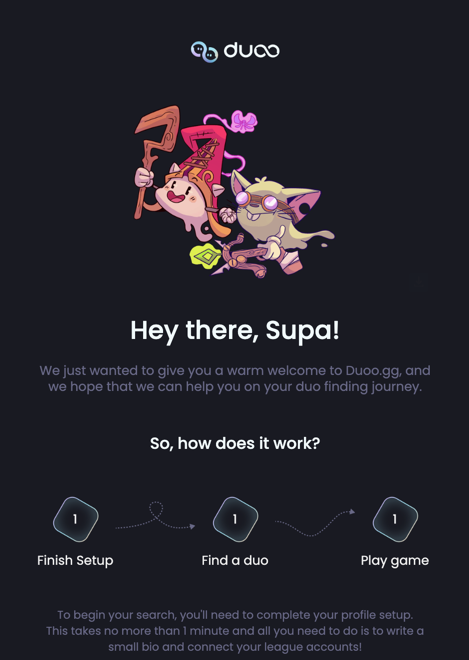 duoo
Hey there, Supa!
We just wanted to give you a warm welcome to Duoo.gg, and
we hope that we can help you on your duo finding journey.
So, how does it work?
1
1
1
Finish Setup
Find a duo
Play game
To begin your search, you'll need to complete your profile setup.
This takes no more than 1 minute and all you need to do is to write a
small bio and connect your league accounts!